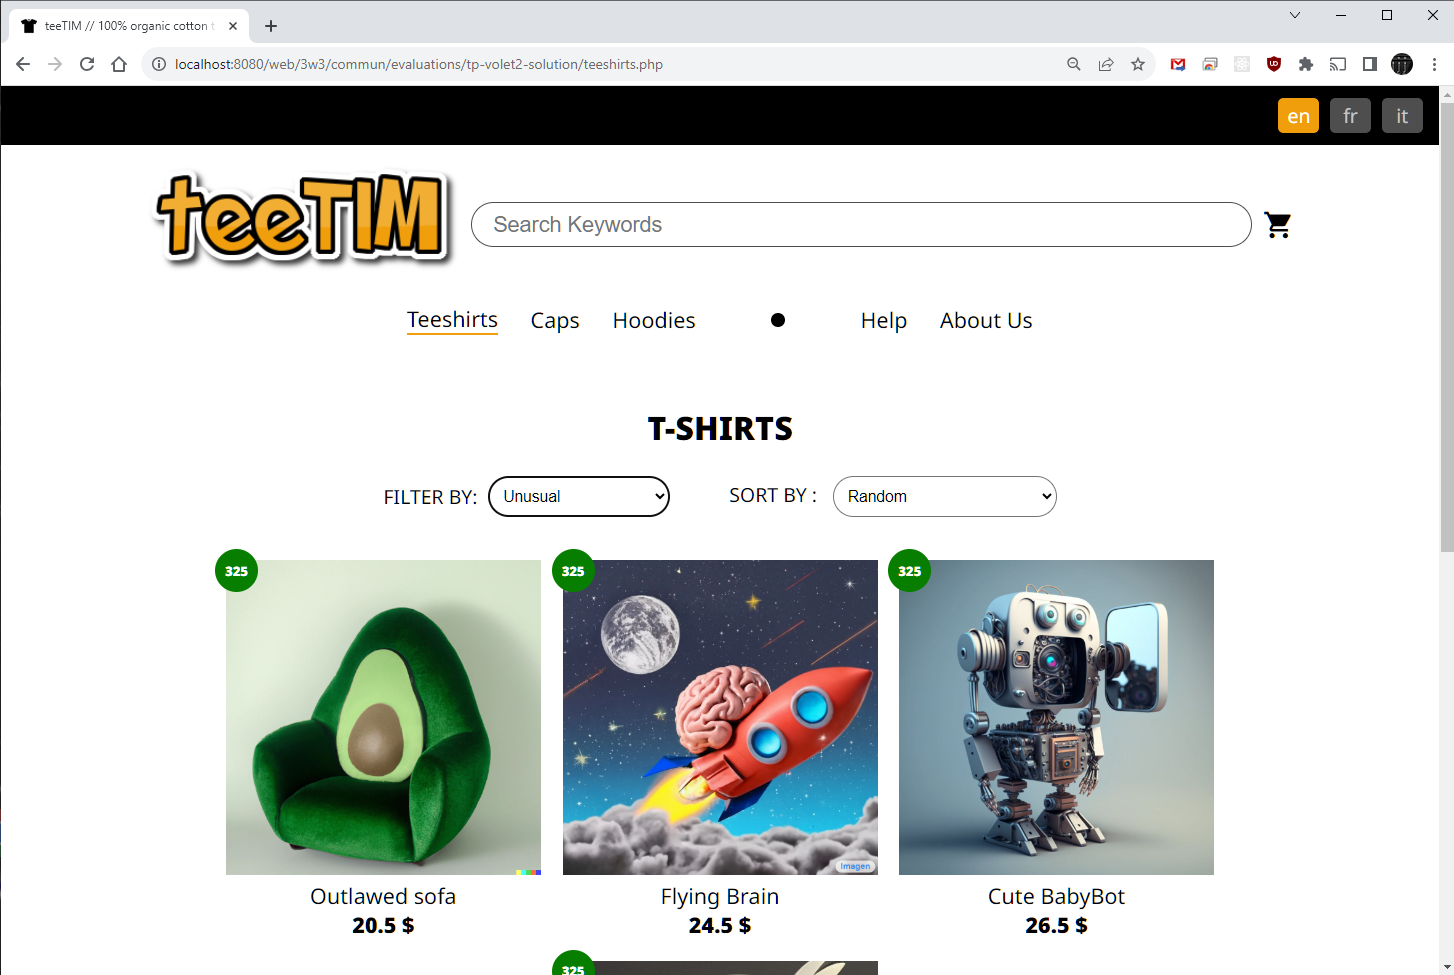 teeTIM // 100% organic cotton t
localhost:8080/web/3w3/commun/evaluations/tp-volet2-solution/teeshirts.php
en fr it
teeTIM
Search Keywords
Teeshirts Caps Hoodies Help About Us
T-SHIRTS
FILTER BY: Unusual SORT BY : Random
325 325 325
Imagen
Outlawed sofa Flying Brain Cute BabyBot
20.5 $ 24.5 $ 26.5 $
325